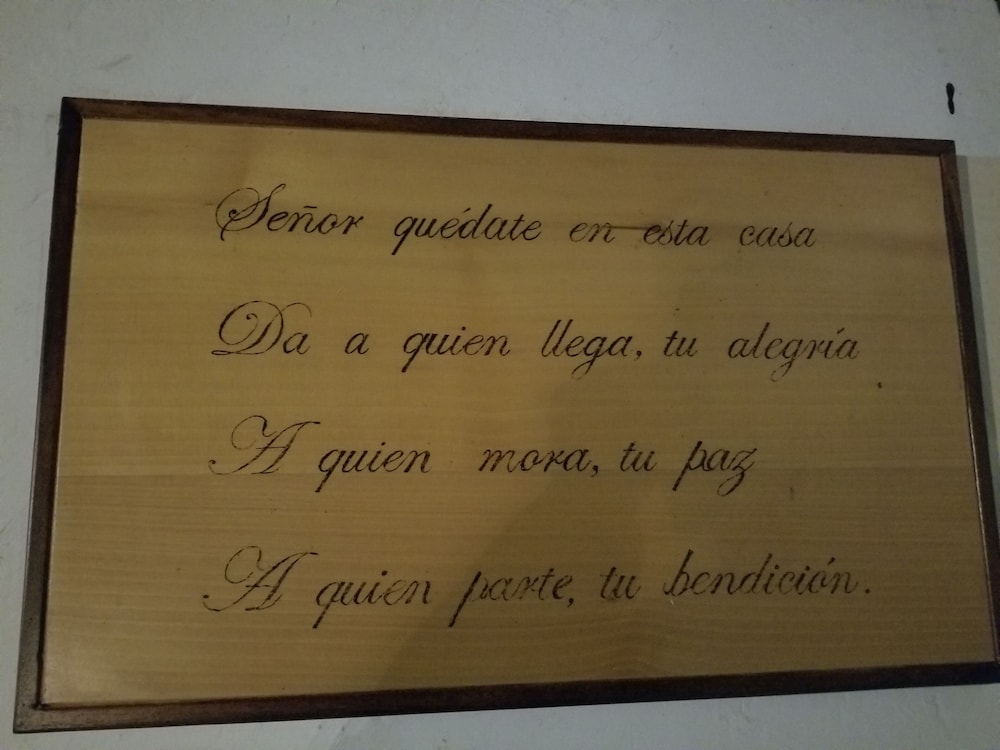 Señor quédate en esta casa
Da a quien llega, tu alegría
A quien mora, tu paz
A quien parte, tu bendición.